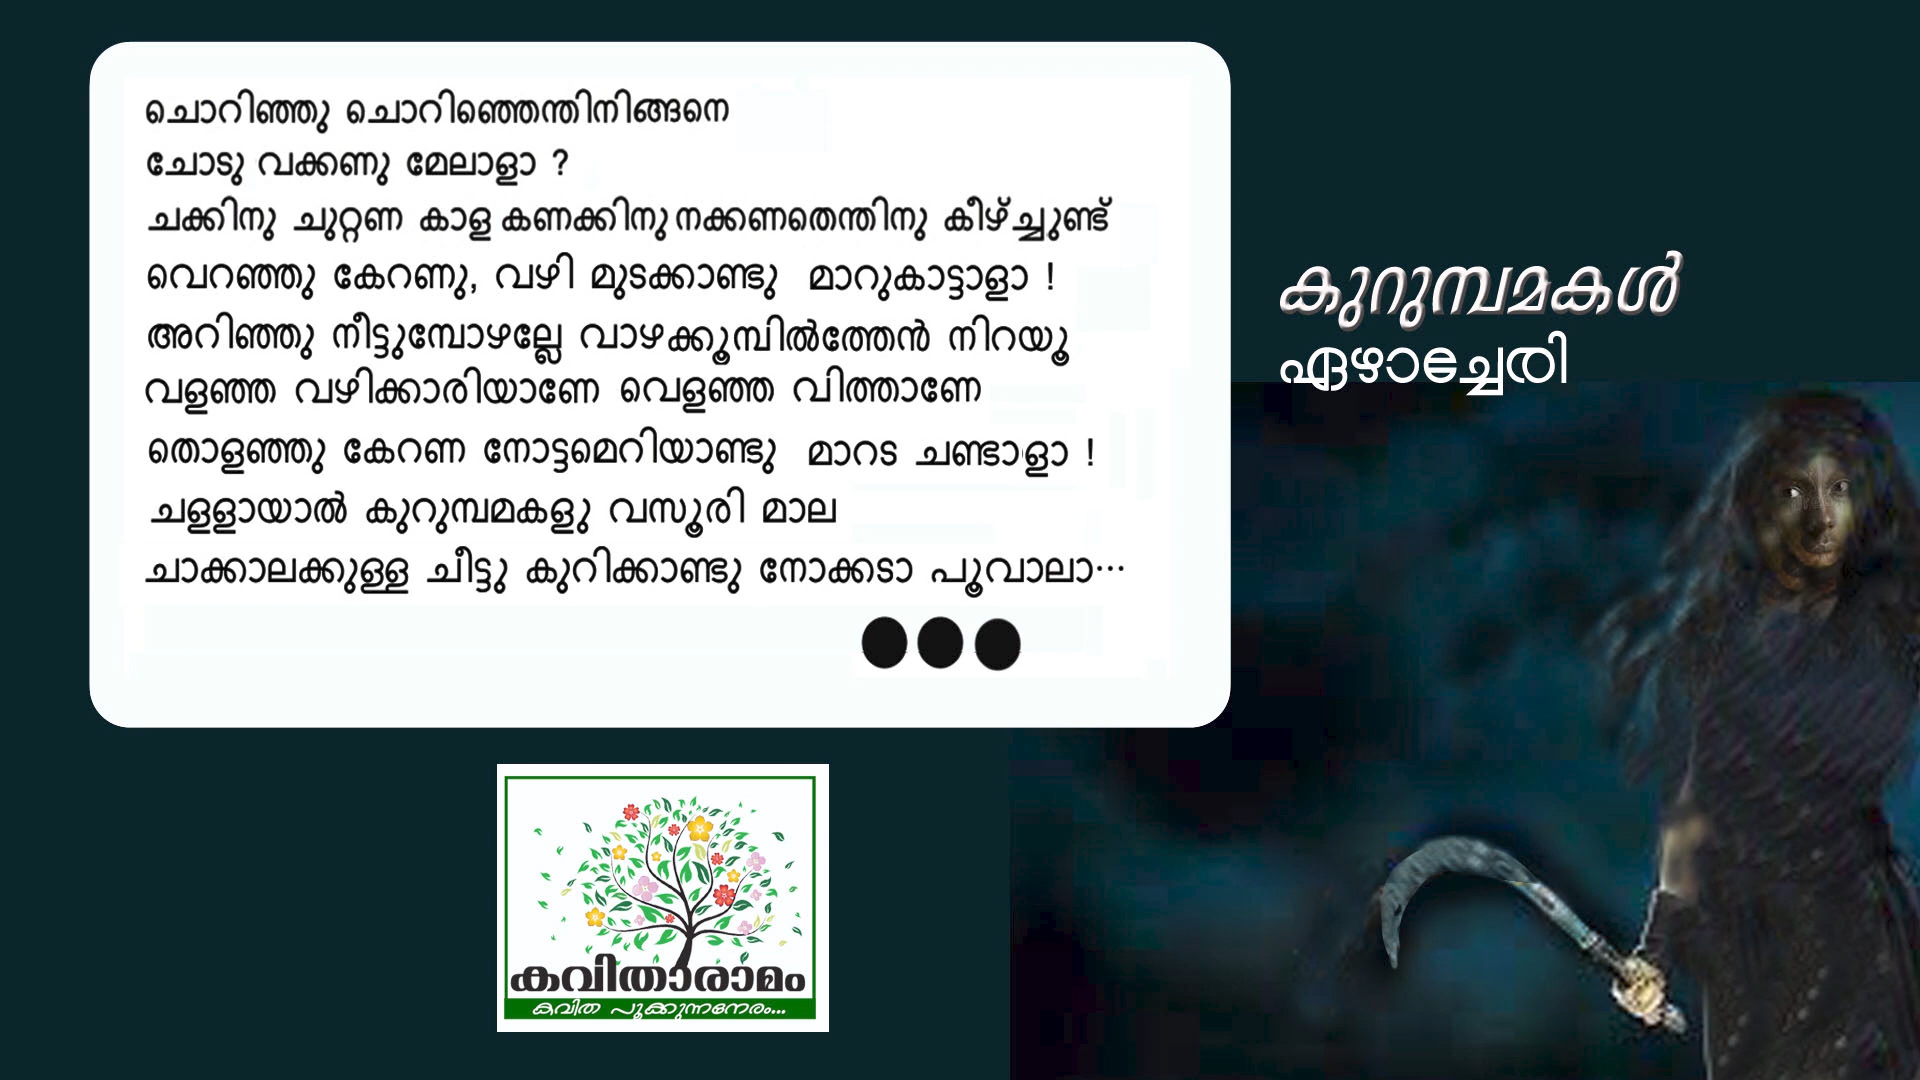 ചൊറിഞ്ഞു ചൊറിഞ്ഞെന്തിനിങ്ങനെ
ചോടു വക്കണു മേലാളാ ?
ചക്കിനു ചുറ്റണ കാള കണക്കിനു നക്കണതെന്തിനു കീഴ്ച്ചുണ്ട്
വെറഞ്ഞു കേറണു, വഴി മുടക്കാണ്ടു മാറുകാട്ടാളാ !
അറിഞ്ഞു നീട്ടുമ്പോഴല്ലേ വാഴക്കൂമ്പിൽത്തേൻ നിറയൂ
വളഞ്ഞ വഴിക്കാരിയാണേ വെളഞ്ഞ വിത്താണേ
തൊളഞ്ഞു കേറണ നോട്ടമെറിയാണ്ടു മാറട ചണ്ടാളാ !
ചളളായാൽ കുറുമ്പമകളു വസൂരി മാല
ചാക്കാലക്കുള്ള ചീട്ടു കുറിക്കാണ്ടു നോക്കടാ പൂവാലാ...
കുറുമ്പമകൾ
ഏഴാച്ചേരി
കവിതാരാമം
കവിത പൂക്കുന്നനേരം...